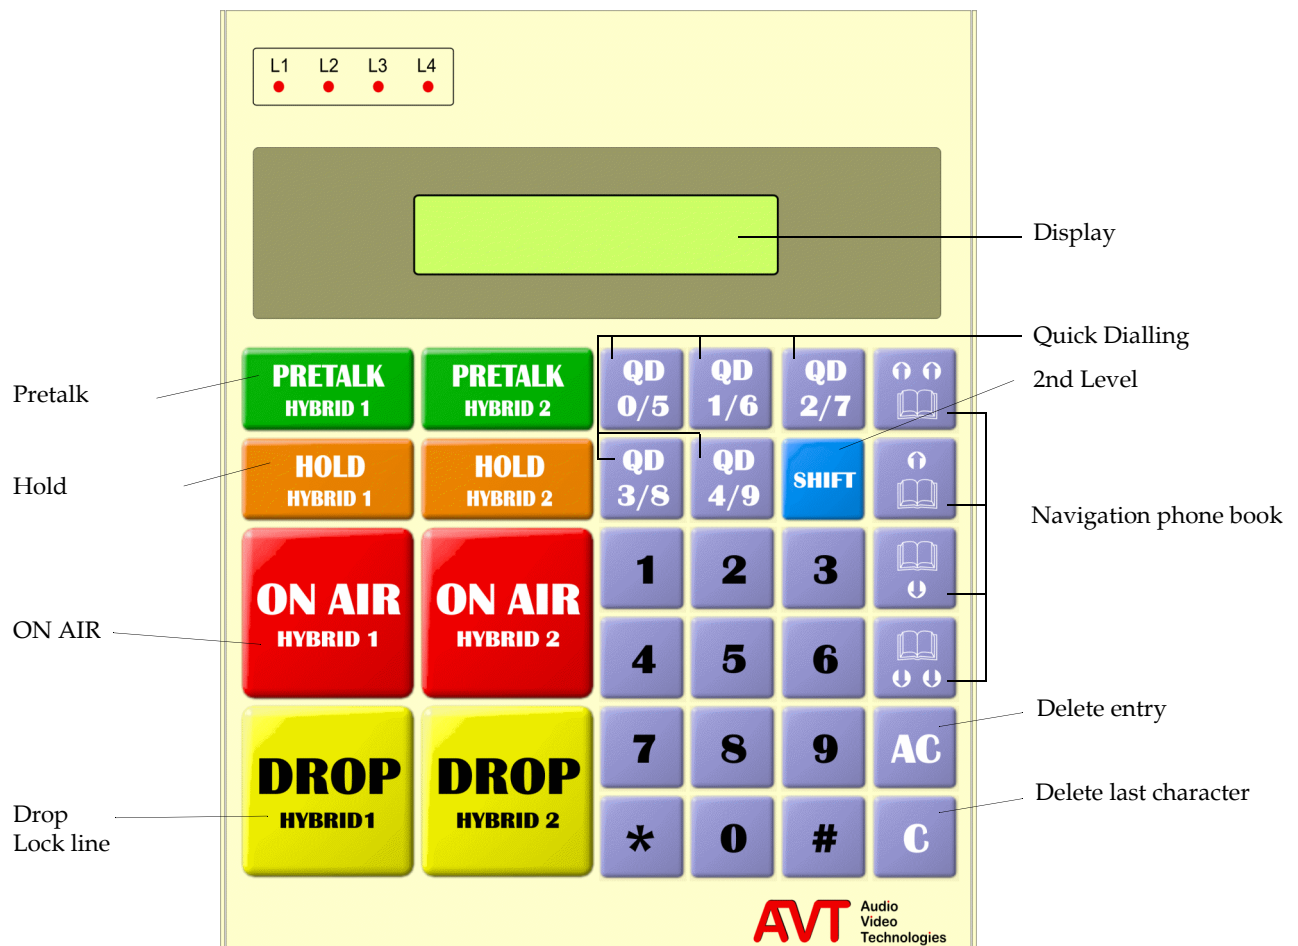 L1 L2 L3 L4
Display
Quick Dialling
2nd Level
Pretalk
PRETALK
HYBRID 1
PRETALK
HYBRID 2
QD
0/5
QD
1/6
QD
2/7
Hold
HOLD
HYBRID 1
HOLD
HYBRID 2
QD
3/8
QD
4/9
SHIFT
Navigation phone book
ON AIR
ON AIR
HYBRID 1
ON AIR
HYBRID 2
1 2 3
4 5 6
Delete entry
7 8 9 AC
Delete last character
Drop
Lock line
DROP
HYBRID1
DROP
HYBRID 2
* 0 # C
AVT Audio
Video
Technologies